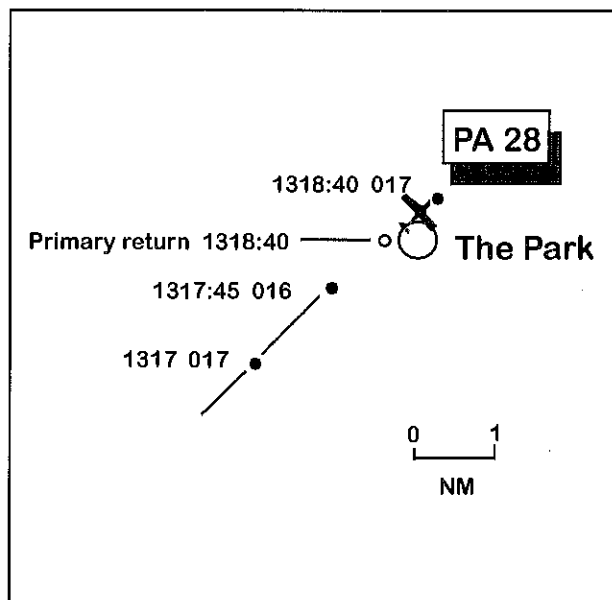 PA 28
1318:40 017
Primary return 1318:40
The Park
1317:45 016
1317 017
0 1
NM